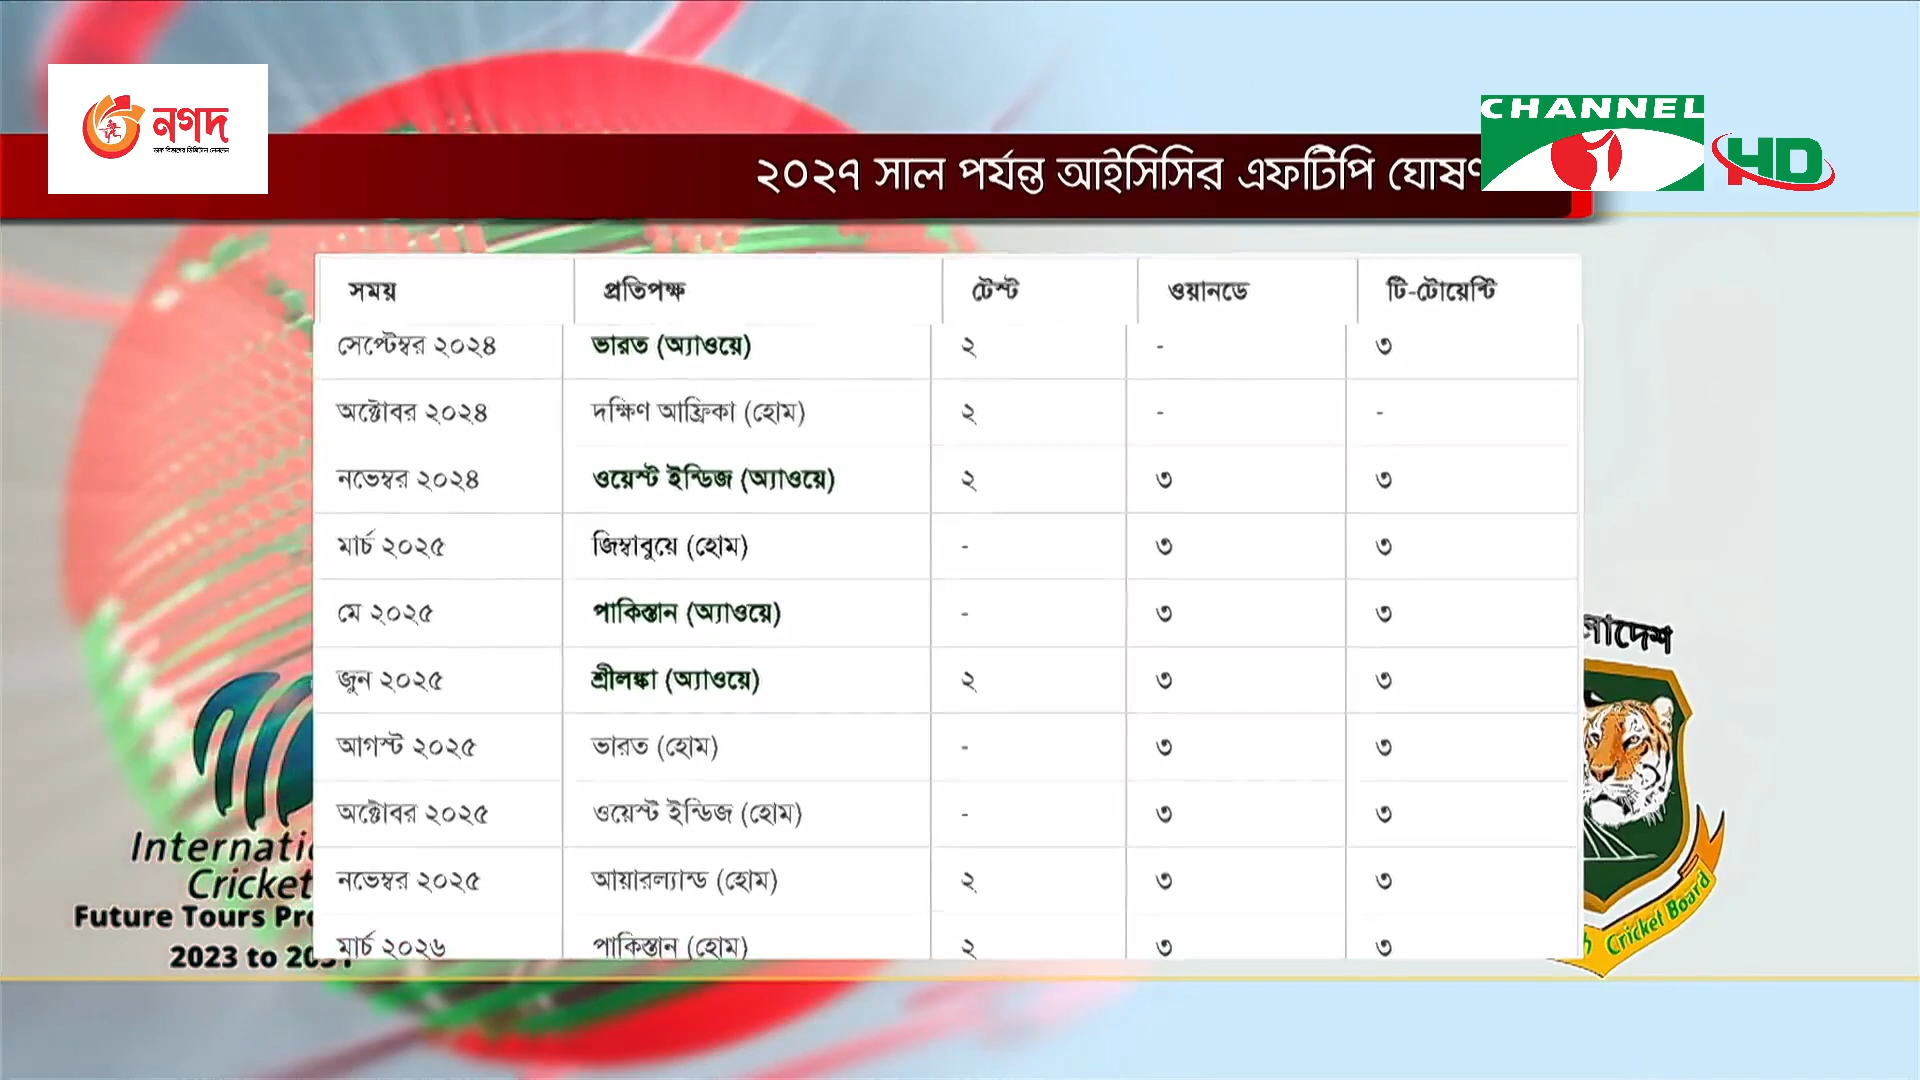 নগদ
ডাক বিভাগের ডিজিটাল লেনদেন
CHANNEL
HD
২০২৭ সাল পর্যন্ত আইসিসির এফটিপি
সময় প্রতিপক্ষ টেস্ট ওয়ানডে টি-টোয়েন্টি
সেপ্টেম্বর ২০২৪ ভারত (অ্যাওয়ে) ২ - ৩
অক্টোবর ২০২৪ দক্ষিণ আফ্রিকা (হোম) ২ - -
নভেম্বর ২০২৪ ওয়েস্ট ইন্ডিজ (অ্যাওয়ে) ২ ৩ ৩
মার্চ ২০২৫ জিম্বাবুয়ে (হোম) - ৩ ৩
মে ২০২৫ পাকিস্তান (অ্যাওয়ে) - ৩ ৩
জুন ২০২৫ শ্রীলঙ্কা (অ্যাওয়ে) ২ ৩ ৩
আগস্ট ২০২৫ ভারত (হোম) - ৩ ৩
অক্টোবর ২০২৫ ওয়েস্ট ইন্ডিজ (হোম) - ৩ ৩
নভেম্বর ২০২৫ আয়ারল্যান্ড (হোম) ২ ৩ ৩
মার্চ ২০২৬ পাকিস্তান (হোম) ২ ৩ ৩
Cricket
Future Tours
2023 to
Cricket Board